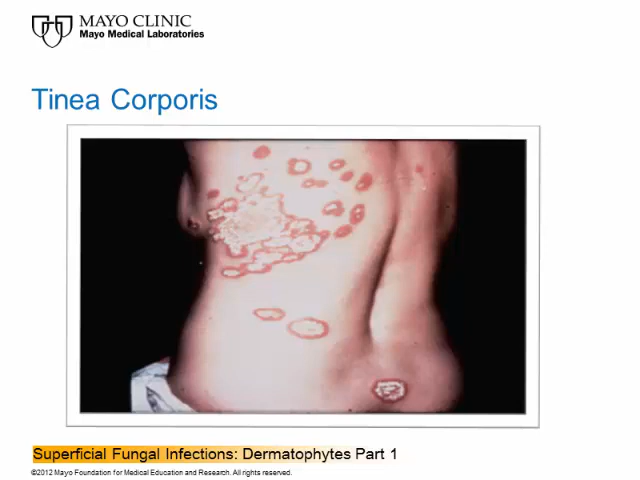 MAYO CLINIC
Mayo Medical Laboratories
Tinea Corporis
Superficial Fungal Infections: Dermatophytes Part 1
©2012 Mayo Foundation for Medical Education and Research. All rights reserved.